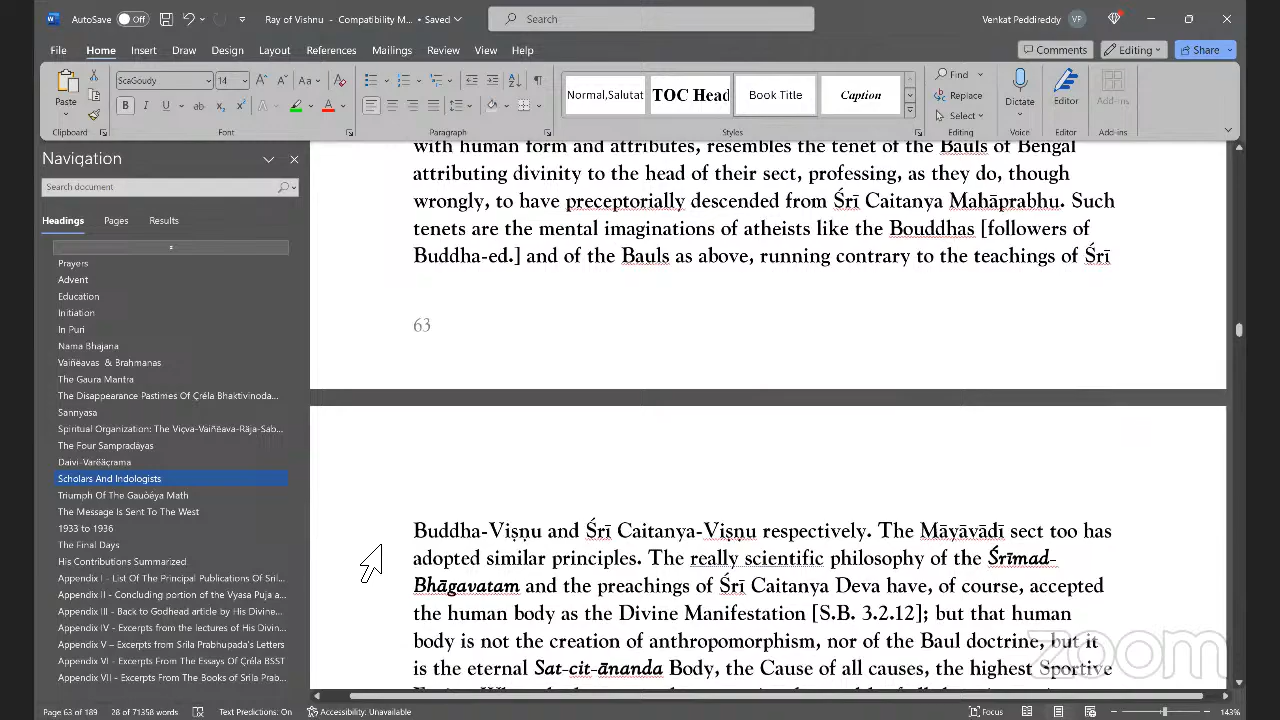 AutoSave Off Ray of Vishnu - Compatibility M... • Saved Search Venkat Peddireddy VP
File Home Insert Draw Design Layout References Mailings Review View Help Comments Editing Share
Paste ScaGoudy 14 Normal,Salutat TOC Head Book Title Caption Find Replace Select Dictate Editor Add-ins
Clipboard Font Paragraph Styles Editing Voice Editor Add-ins
Navigation
Search document
Headings Pages Results
Prayers
Advent
Education
Initiation
In Puri
Nama Bhajana
Vaiñëavas & Brahmanas
The Gaura Mantra
The Disappearance Pastimes Of Çréla Bhaktivinoda...
Sannyasa
Spiritual Organization: The Viçva-Vaiñëava-Räja-Sab...
The Four Sampradäyas
Daivi-Varëäçrama
Scholars And Indologists
Triumph Of The Gauòéya Math
The Message Is Sent To The West
1933 to 1936
The Final Days
His Contributions Summarized
Appendix I - List Of The Principal Publications Of Sril...
Appendix II - Concluding portion of the Vyasa Puja a...
Appendix III - Back to Godhead article by His Divine...
Appendix IV - Excerpts from the lectures of His Divin...
Appendix V – Excerpts from Srila Prabhupada's Letters
Appendix VI - Excerpts From The Essays Of Çréla BSST
Appendix VII - Excerpts From The Books of Srila Prab...
with human form and attributes, resembles the tenet of the Bauls of Bengal
attributing divinity to the head of their sect, professing, as they do, though
wrongly, to have preceptorially descended from Śrī Caitanya Mahāprabhu. Such
tenets are the mental imaginations of atheists like the Bouddhas [followers of
Buddha-ed.] and of the Bauls as above, running contrary to the teachings of Śrī
63
Buddha-Viṣṇu and Śrī Caitanya-Viṣṇu respectively. The Māyāvādī sect too has
adopted similar principles. The really scientific philosophy of the Śrīmad-
Bhāgavatam and the preachings of Śrī Caitanya Deva have, of course, accepted
the human body as the Divine Manifestation [S.B. 3.2.12]; but that human
body is not the creation of anthropomorphism, nor of the Baul doctrine, but it
is the eternal Sat-cit-ānanda Body, the Cause of all causes, the highest Sportive
zoom
Page 63 of 189 28 of 71358 words Text Predictions: On Accessibility: Unavailable Focus 143%